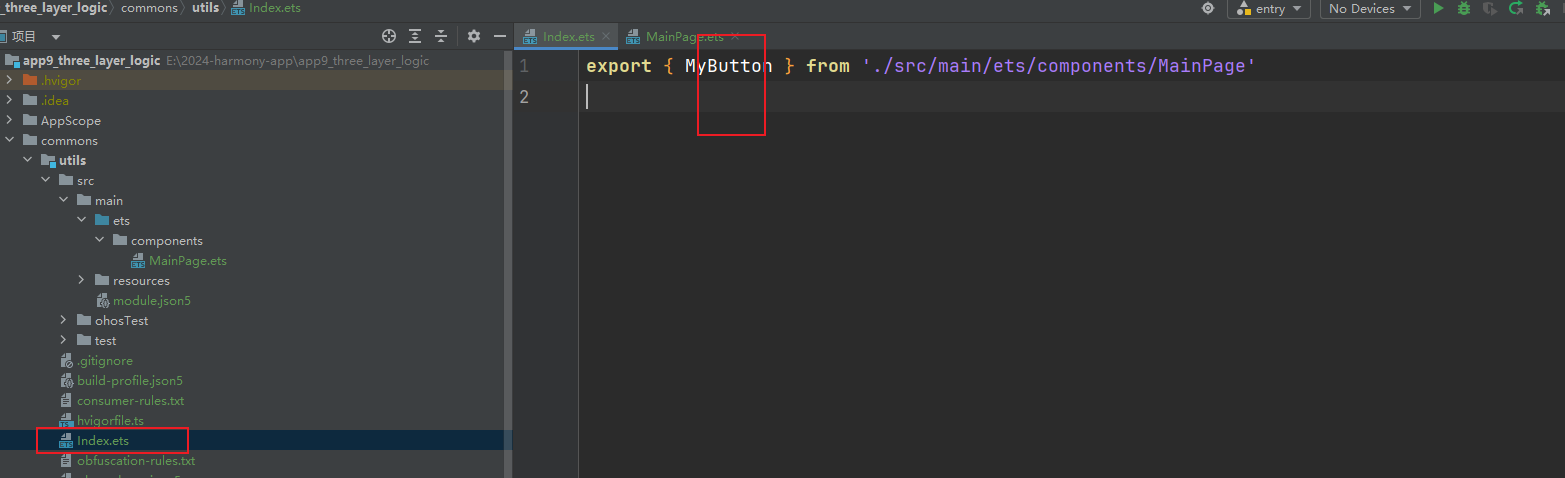 _three_layer_logic 〉 commons 〉 utils 〉 Index.ets
entry
No Devices
项目
Index.ets
MainPage.ets
app9_three_layer_logic E:\2024-harmony-app\app9_three_layer_logic
.hvigor
.idea
AppScope
commons
utils
src
main
ets
components
MainPage.ets
resources
module.json5
ohosTest
test
.gitignore
build-profile.json5
consumer-rules.txt
hvigorfile.ts
Index.ets
obfuscation-rules.txt
1 export { MyButton } from './src/main/ets/components/MainPage'
2